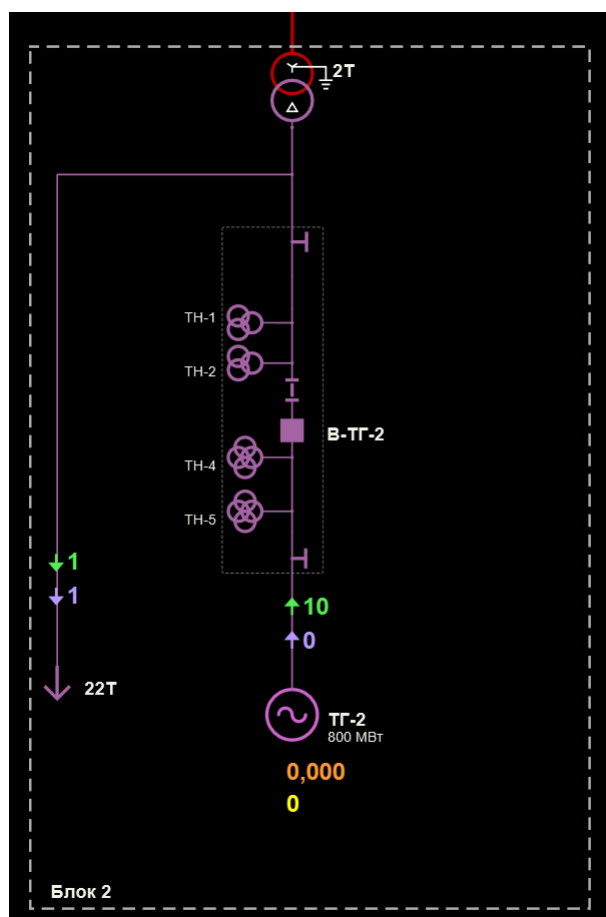 2Т
ТН-1
ТН-2
В-ТГ-2
ТН-4
ТН-5
1
1
10
0
22Т
ТГ-2
800 МВт
0,000
0
Блок 2